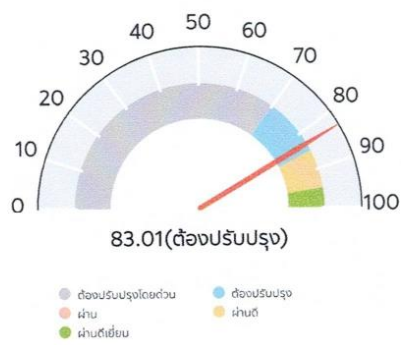 50
40
60
30
70
20
80
10
90
0
100
83.01(ต้องปรับปรุง)
ต้องปรับปรุงโดยด่วน
ต้องปรับปรุง
ผ่าน
ผ่านดี
ผ่านดีเยี่ยม